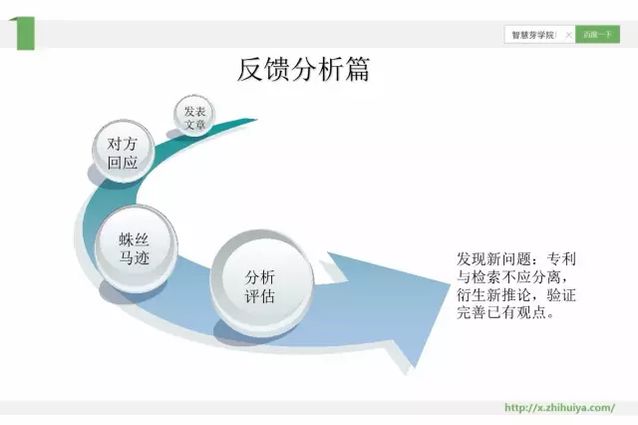 智慧芽学院
百度一下
反馈分析篇
发表
文章
对方
回应
蛛丝
马迹
分析
评估
发现新问题：专利
与检索不应分离，
衍生新推论，验证
完善已有观点。
http://x.zhihuiya.com/